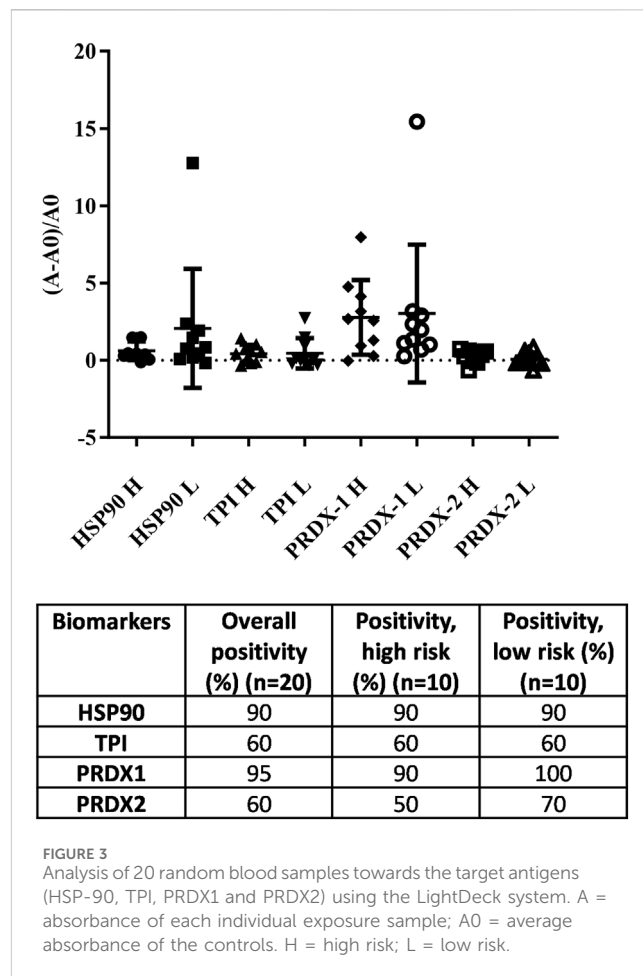 20
15
10
5
0
-5
(A-A0)/A0
HSP90 H
HSP90 L
TPI H
TPI L
PRDX-1 H
PRDX-1 L
PRDX-2 H
PRDX-2 L
Biomarkers Overall positivity (%) (n=20) Positivity, high risk (%) (n=10) Positivity, low risk (%) (n=10)
HSP90 90 90 90
TPI 60 60 60
PRDX1 95 90 100
PRDX2 60 50 70
FIGURE 3
Analysis of 20 random blood samples towards the target antigens
(HSP-90, TPI, PRDX1 and PRDX2) using the LightDeck system. A =
absorbance of each individual exposure sample; A0 = average
absorbance of the controls. H = high risk; L = low risk.